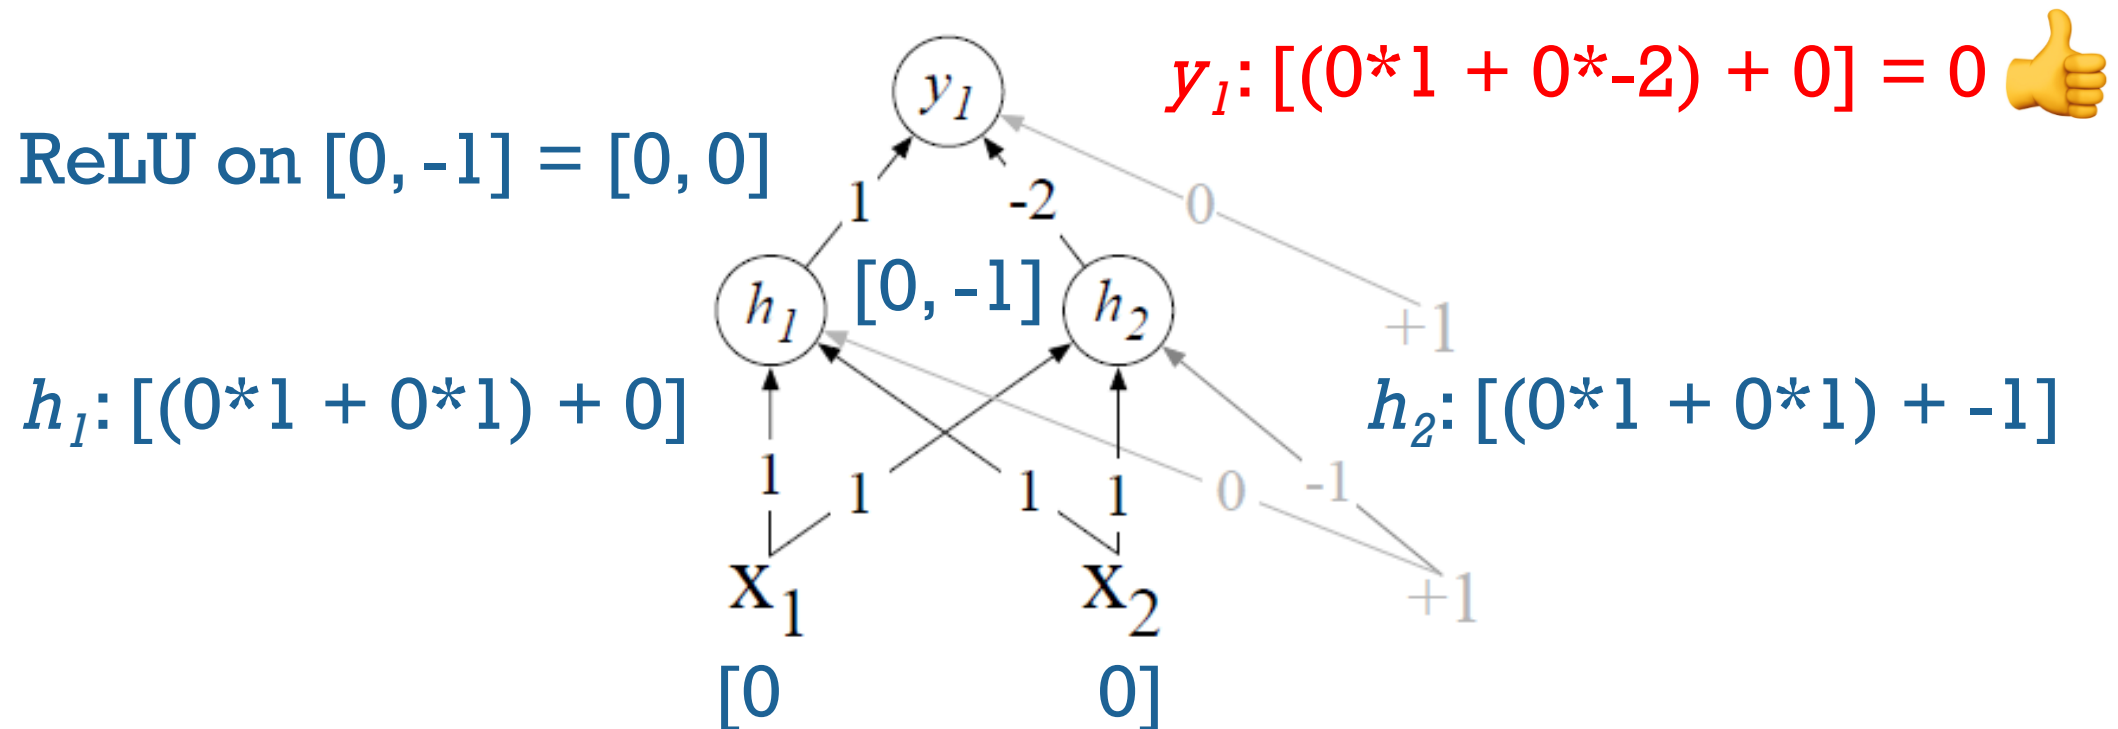 y1: [(0*1 + 0*-2) + 0] = 0 👍
y1
ReLU on [0, -1] = [0, 0]
1 -2 0
h1 [0, -1] h2
+1
h1: [(0*1 + 0*1) + 0]
h2: [(0*1 + 0*1) + -1]
1 1 1 1 0 -1
X1 X2 +1
[0 0]